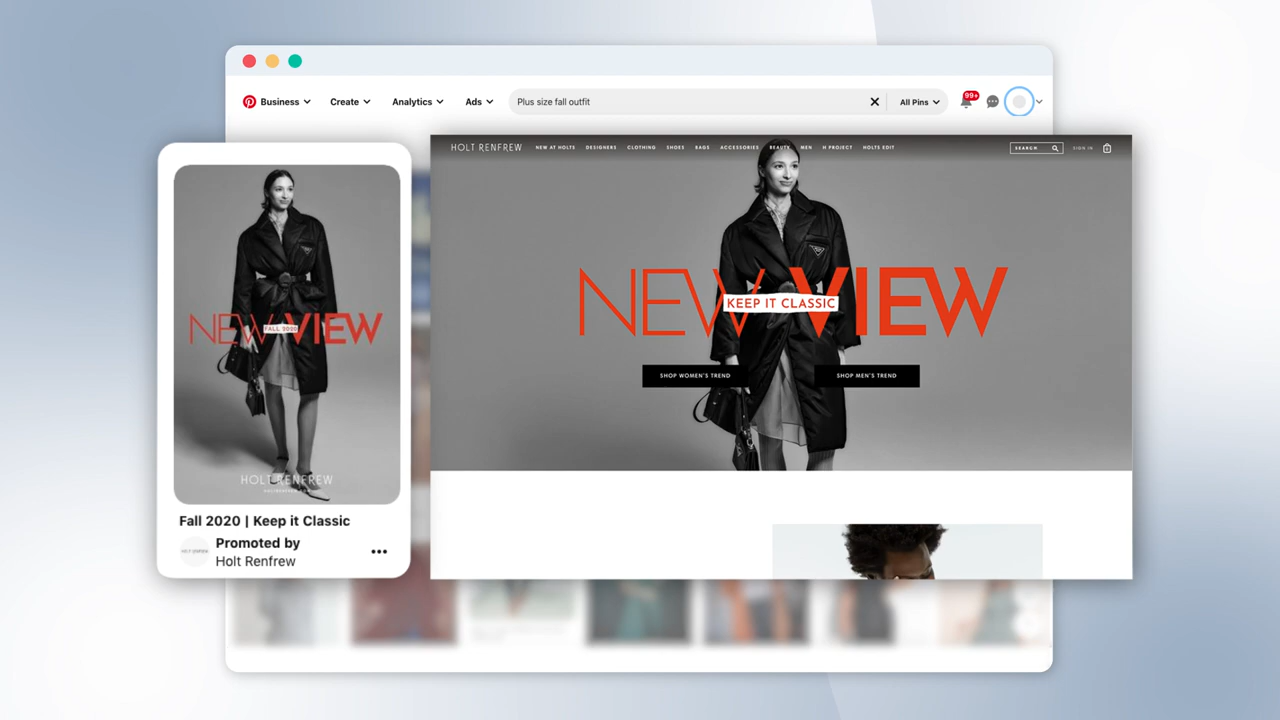 Business
Create
Analytics
Ads
Plus size fall outfit
All Pins
99+
NEW VIEW
FALL 2020
HOLT RENFREW
Fall 2020 | Keep it Classic
Promoted by
Holt Renfrew
HOLT RENFREW NEW AT HOLTS DESIGNERS CLOTHING SHOES BAGS ACCESSORIES BEAUTY MEN H PROJECT HOLTS EDIT SEARCH SIGN IN
NEW VIEW
KEEP IT CLASSIC
SHOP WOMEN'S TREND
SHOP MEN'S TREND